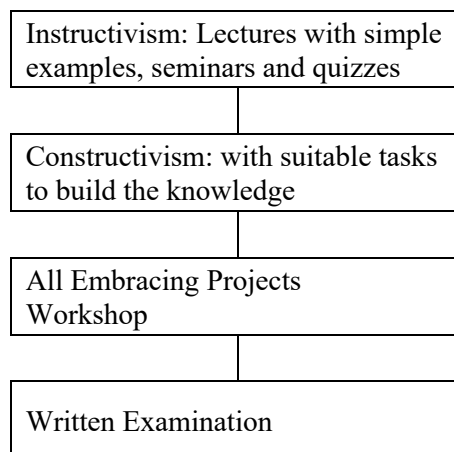 Instructivism: Lectures with simple
examples, seminars and quizzes
Constructivism: with suitable tasks
to build the knowledge
All Embracing Projects
Workshop
Written Examination